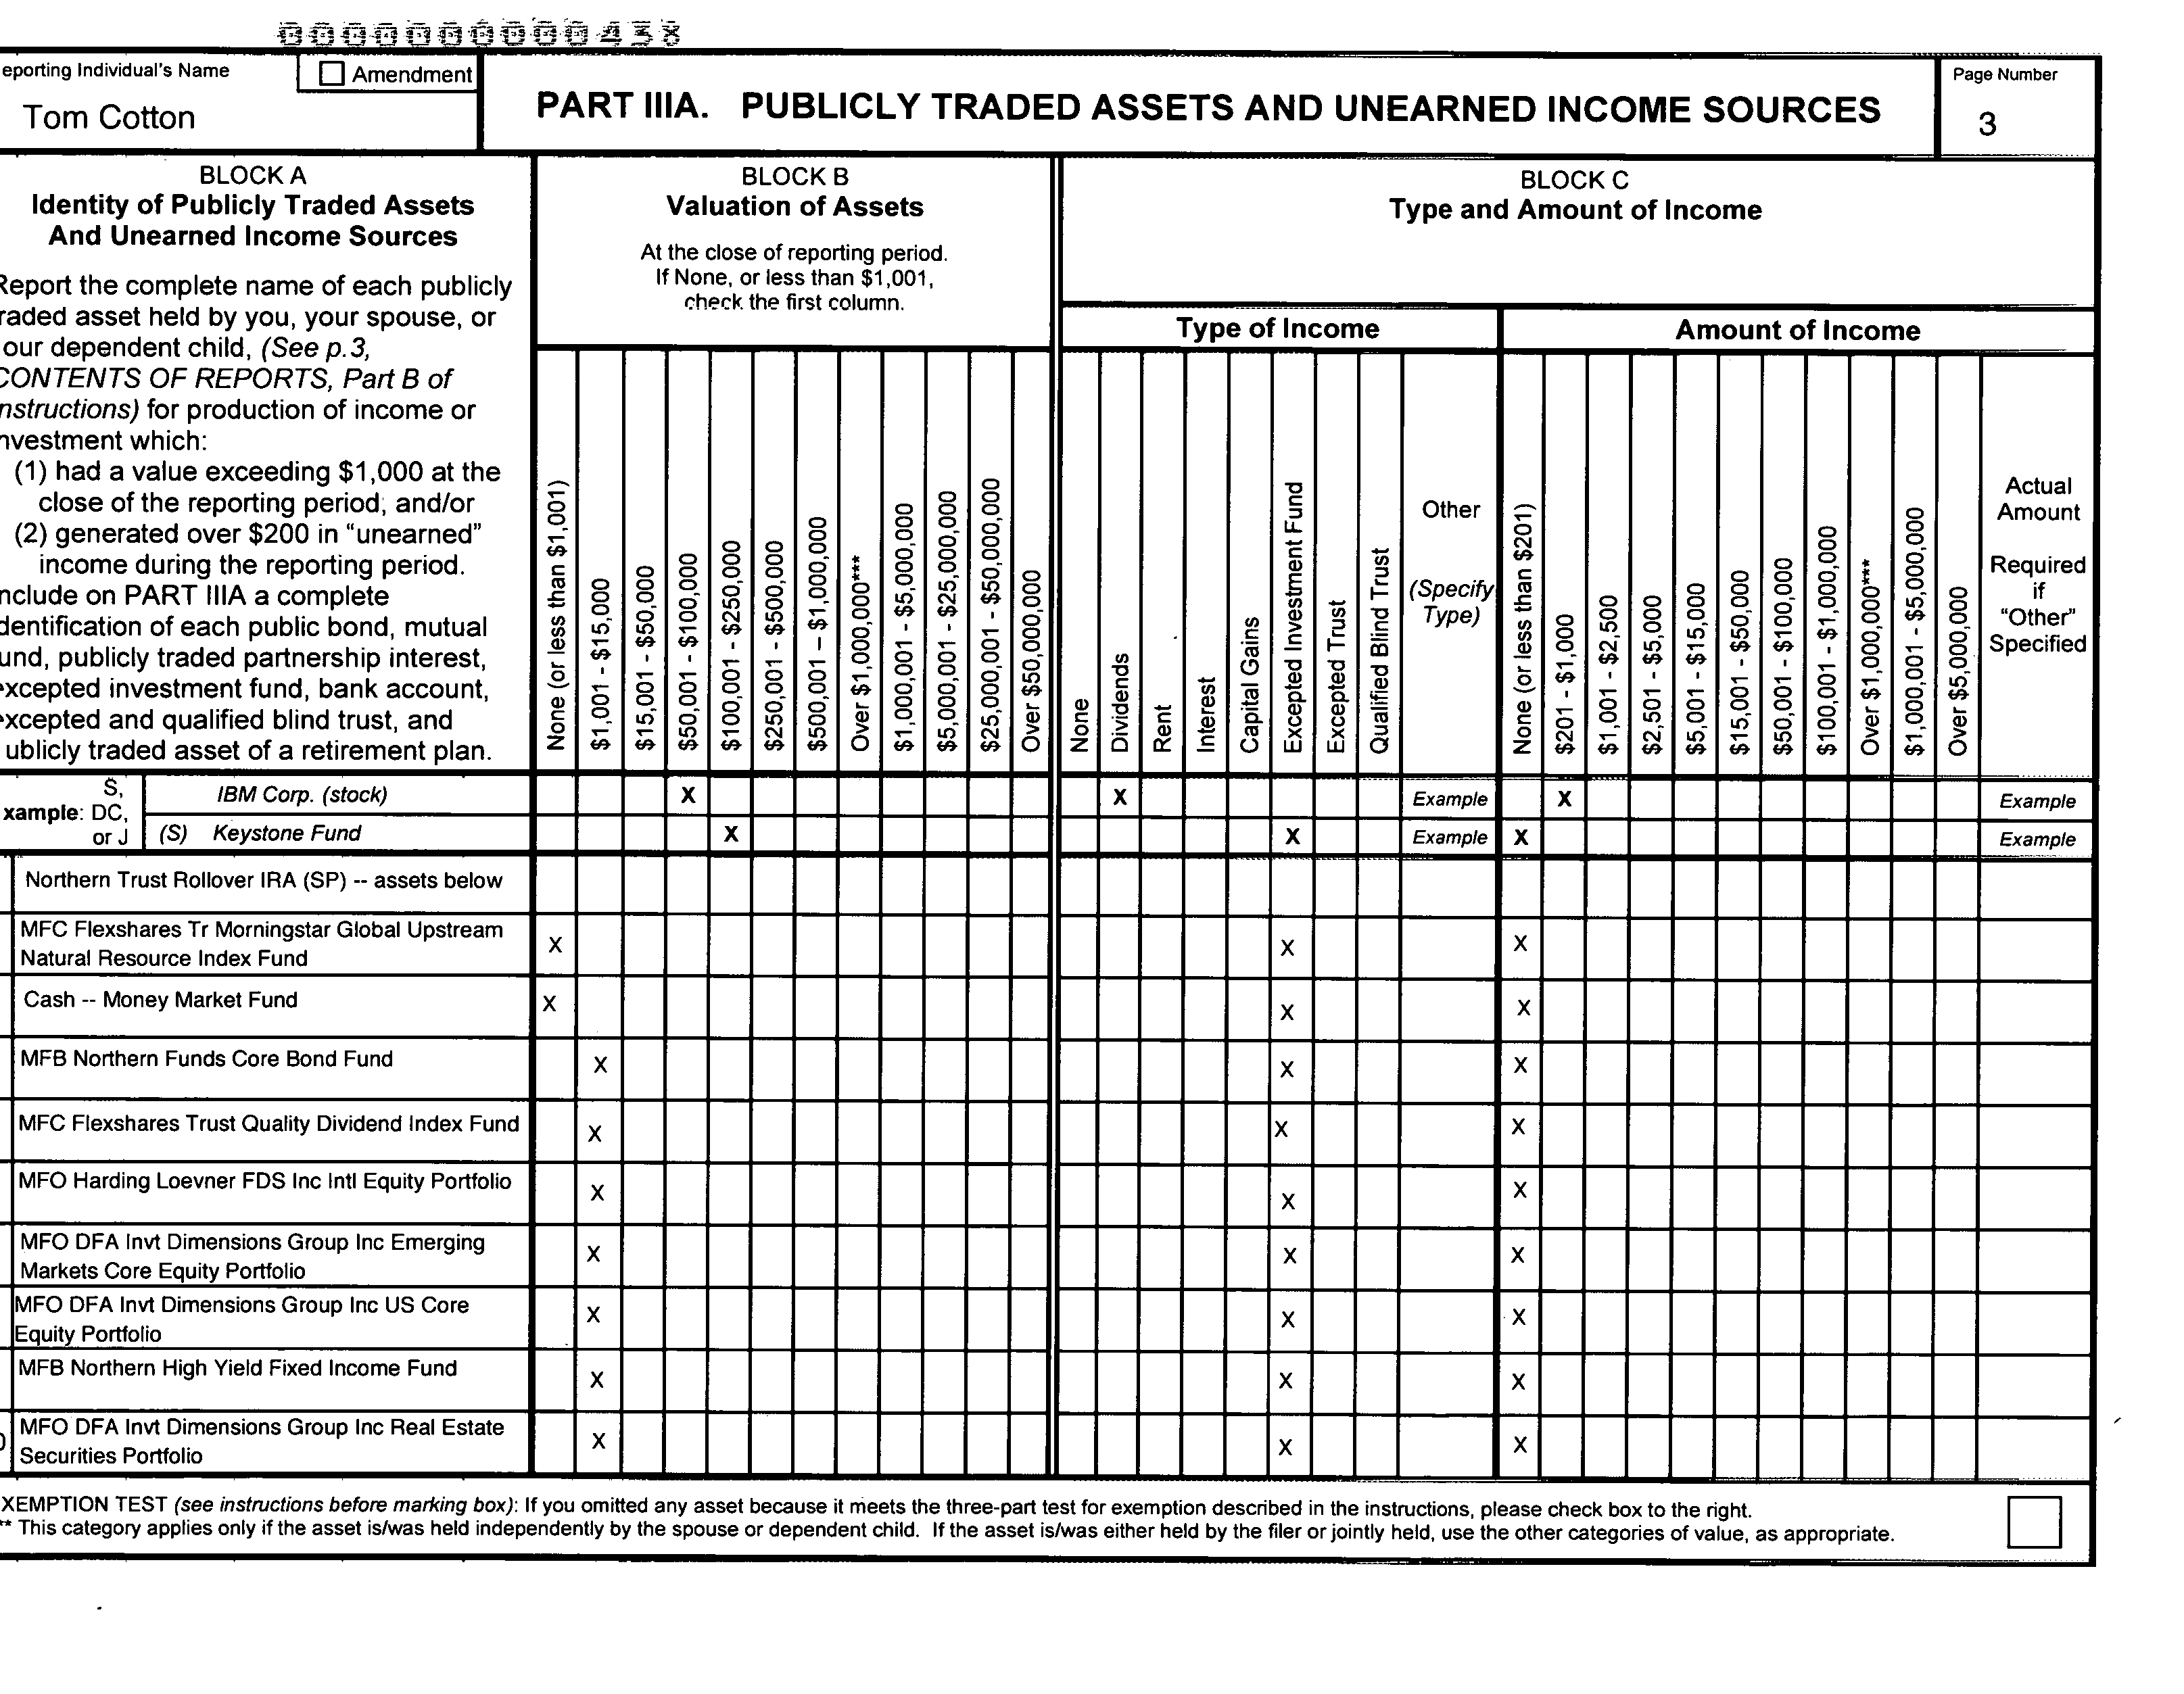 000000000438
eporting Individual's Name
Amendment
Tom Cotton
PART IIIA. PUBLICLY TRADED ASSETS AND UNEARNED INCOME SOURCES
Page Number
3
BLOCK A
Identity of Publicly Traded Assets
And Unearned Income Sources
Report the complete name of each publicly
raded asset held by you, your spouse, or
our dependent child, (See p.3,
CONTENTS OF REPORTS, Part B of
nstructions) for production of income or
nvestment which:
(1) had a value exceeding $1,000 at the
close of the reporting period; and/or
(2) generated over $200 in “unearned”
income during the reporting period.
nclude on PART IIIA a complete
dentification of each public bond, mutual
und, publicly traded partnership interest,
excepted investment fund, bank account,
excepted and qualified blind trust, and
ublicly traded asset of a retirement plan.
BLOCK B
Valuation of Assets
At the close of reporting period.
If None, or less than $1,001,
check the first column.
None (or less than $1,001)
$1,001 - $15,000
$15,001 - $50,000
$50,001 - $100,000
$100,001 - $250,000
$250,001 - $500,000
$500,001 – $1,000,000
Over $1,000,000***
$1,000,001 - $5,000,000
$5,000,001 - $25,000,000
$25,000,001 - $50,000,000
Over $50,000,000
BLOCK C
Type and Amount of Income
Type of Income
None
Dividends
Rent
Interest
Capital Gains
Excepted Investment Fund
Excepted Trust
Qualified Blind Trust
Other
(Specify
Type)
Amount of Income
None (or less than $201)
$201 - $1,000
$1,001 - $2,500
$2,501 - $5,000
$5,001 - $15,000
$15,001 - $50,000
$50,001 - $100,000
$100,001 - $1,000,000
Over $1,000,000***
$1,000,001 - $5,000,000
Over $5,000,000
Actual
Amount
Required
if
"Other"
Specified
xample:
S,
DC,
or J
IBM Corp. (stock) X X Example X Example
(S) Keystone Fund X X Example X Example
Northern Trust Rollover IRA (SP) -- assets below
MFC Flexshares Tr Morningstar Global Upstream
Natural Resource Index Fund
X X X
Cash -- Money Market Fund X X X
MFB Northern Funds Core Bond Fund X X X
MFC Flexshares Trust Quality Dividend Index Fund X X X
MFO Harding Loevner FDS Inc Intl Equity Portfolio X X X
MFO DFA Invt Dimensions Group Inc Emerging
Markets Core Equity Portfolio
X X X
MFO DFA Invt Dimensions Group Inc US Core
Equity Portfolio
X X X
MFB Northern High Yield Fixed Income Fund X X X
MFO DFA Invt Dimensions Group Inc Real Estate
Securities Portfolio
X X X
XEMPTION TEST (see instructions before marking box): If you omitted any asset because it meets the three-part test for exemption described in the instructions, please check box to the right.
** This category applies only if the asset is/was held independently by the spouse or dependent child. If the asset is/was either held by the filer or jointly held, use the other categories of value, as appropriate.